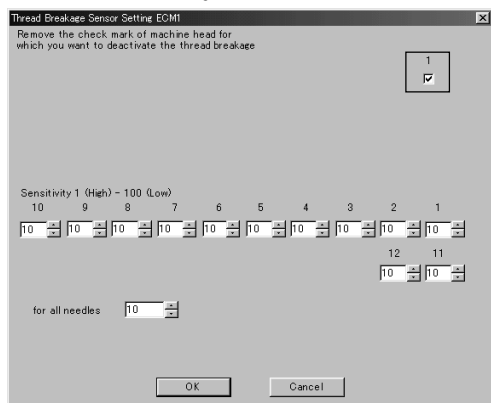 Thread Breakage Sensor Setting ECM1
Remove the check mark of machine head for
which you want to deactivate the thread breakage
1
Sensitivity 1 (High) - 100 (Low)
10 9 8 7 6 5 4 3 2 1
10 10 10 10 10 10 10 10 10 10
12 11
10 10
for all needles 10
OK Cancel